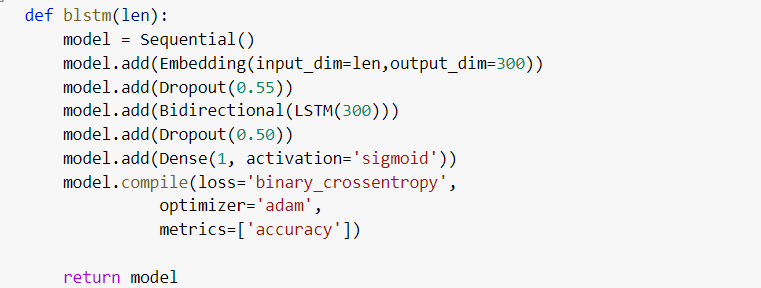 def blstm(len):
    model = Sequential()
    model.add(Embedding(input_dim=len,output_dim=300))
    model.add(Dropout(0.55))
    model.add(Bidirectional(LSTM(300)))
    model.add(Dropout(0.50))
    model.add(Dense(1, activation='sigmoid'))
    model.compile(loss='binary_crossentropy',
              optimizer='adam',
              metrics=['accuracy'])
    return model